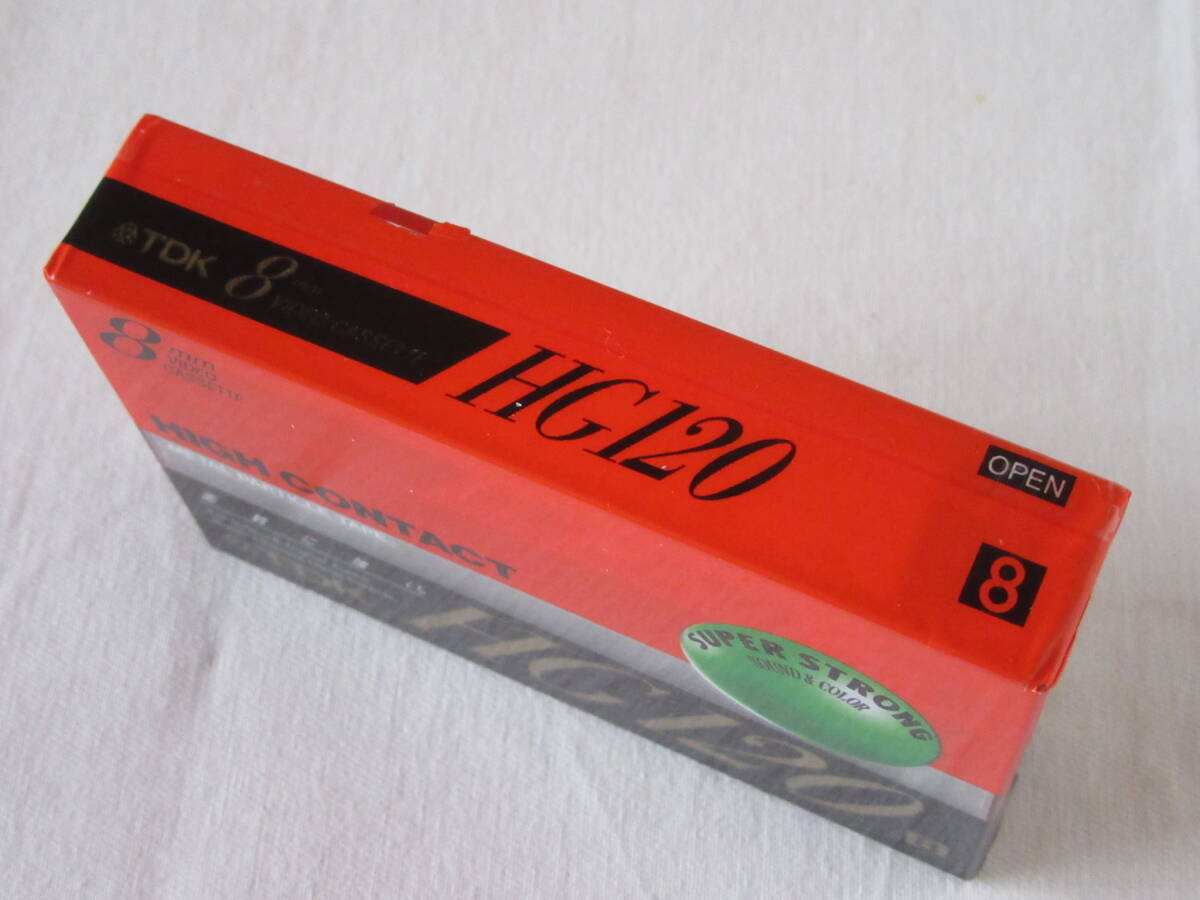 TDK 8 mm VIDEO CASSETTE
HG120
OPEN
8
8 mm
VIDEO
CASSETTE
HIGH CONTACT
SUPER STRONG
SOUND & COLOR
TDK
HG120